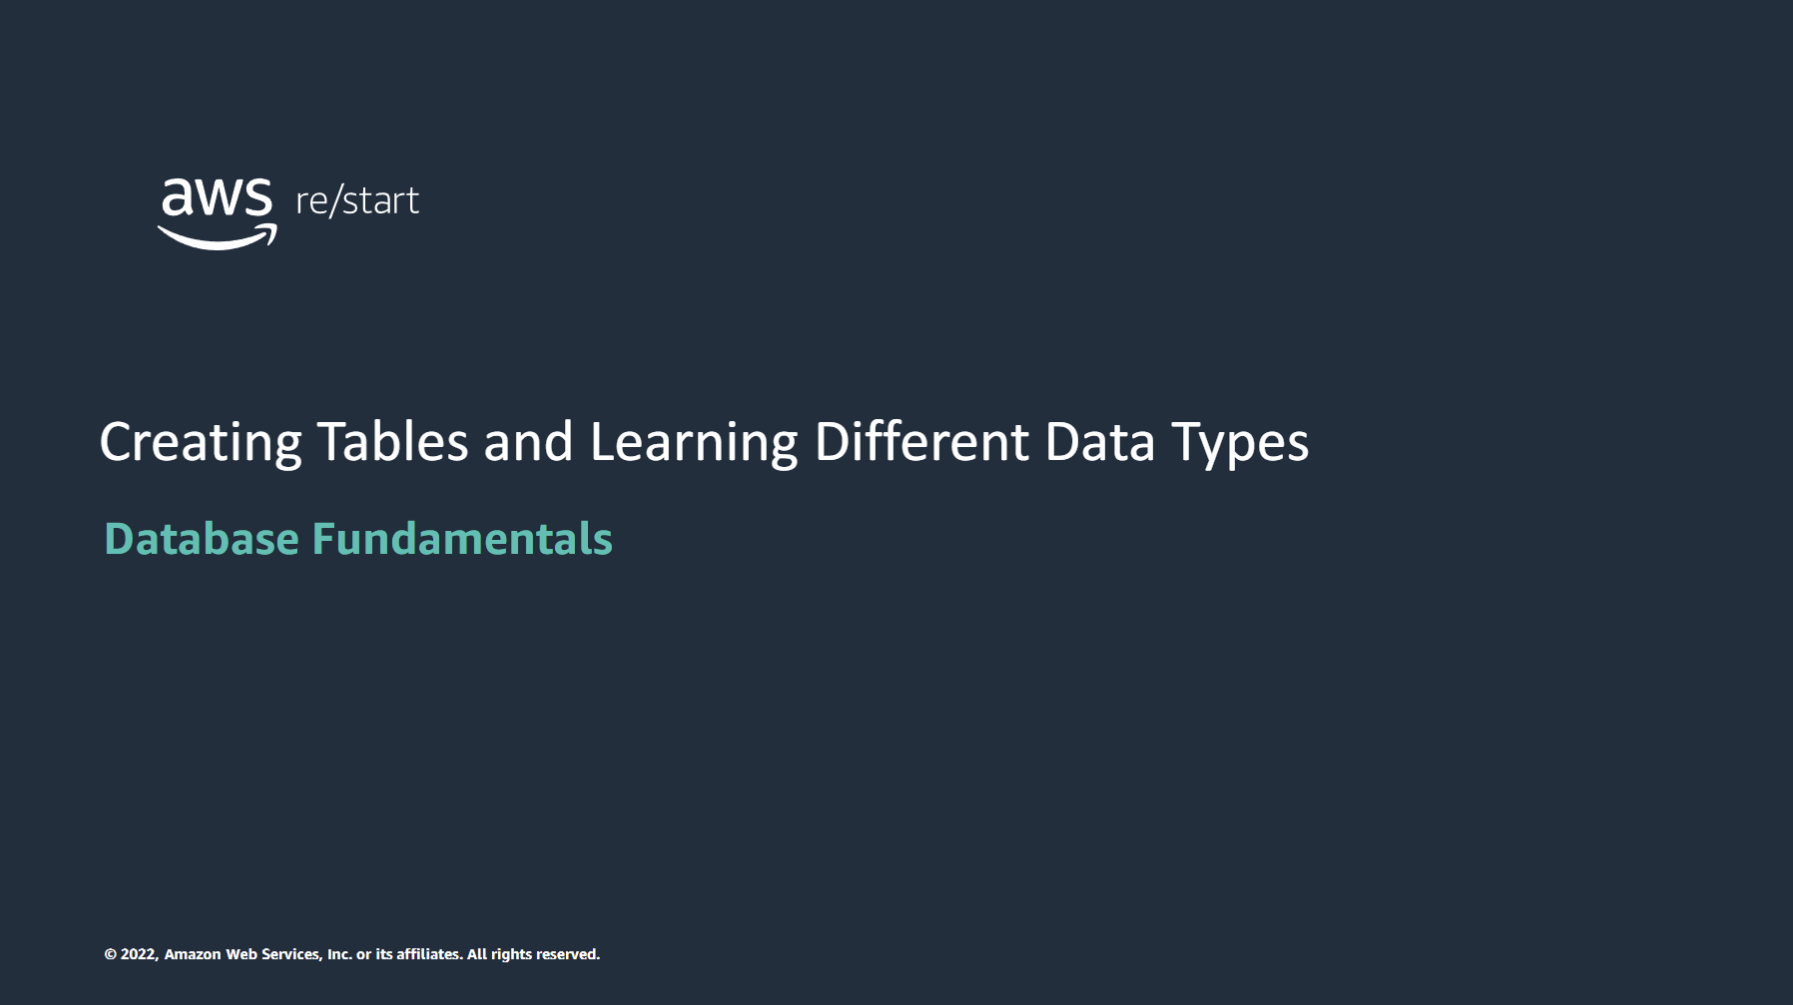 aws re/start
Creating Tables and Learning Different Data Types
Database Fundamentals
© 2022, Amazon Web Services, Inc. or its affiliates. All rights reserved.